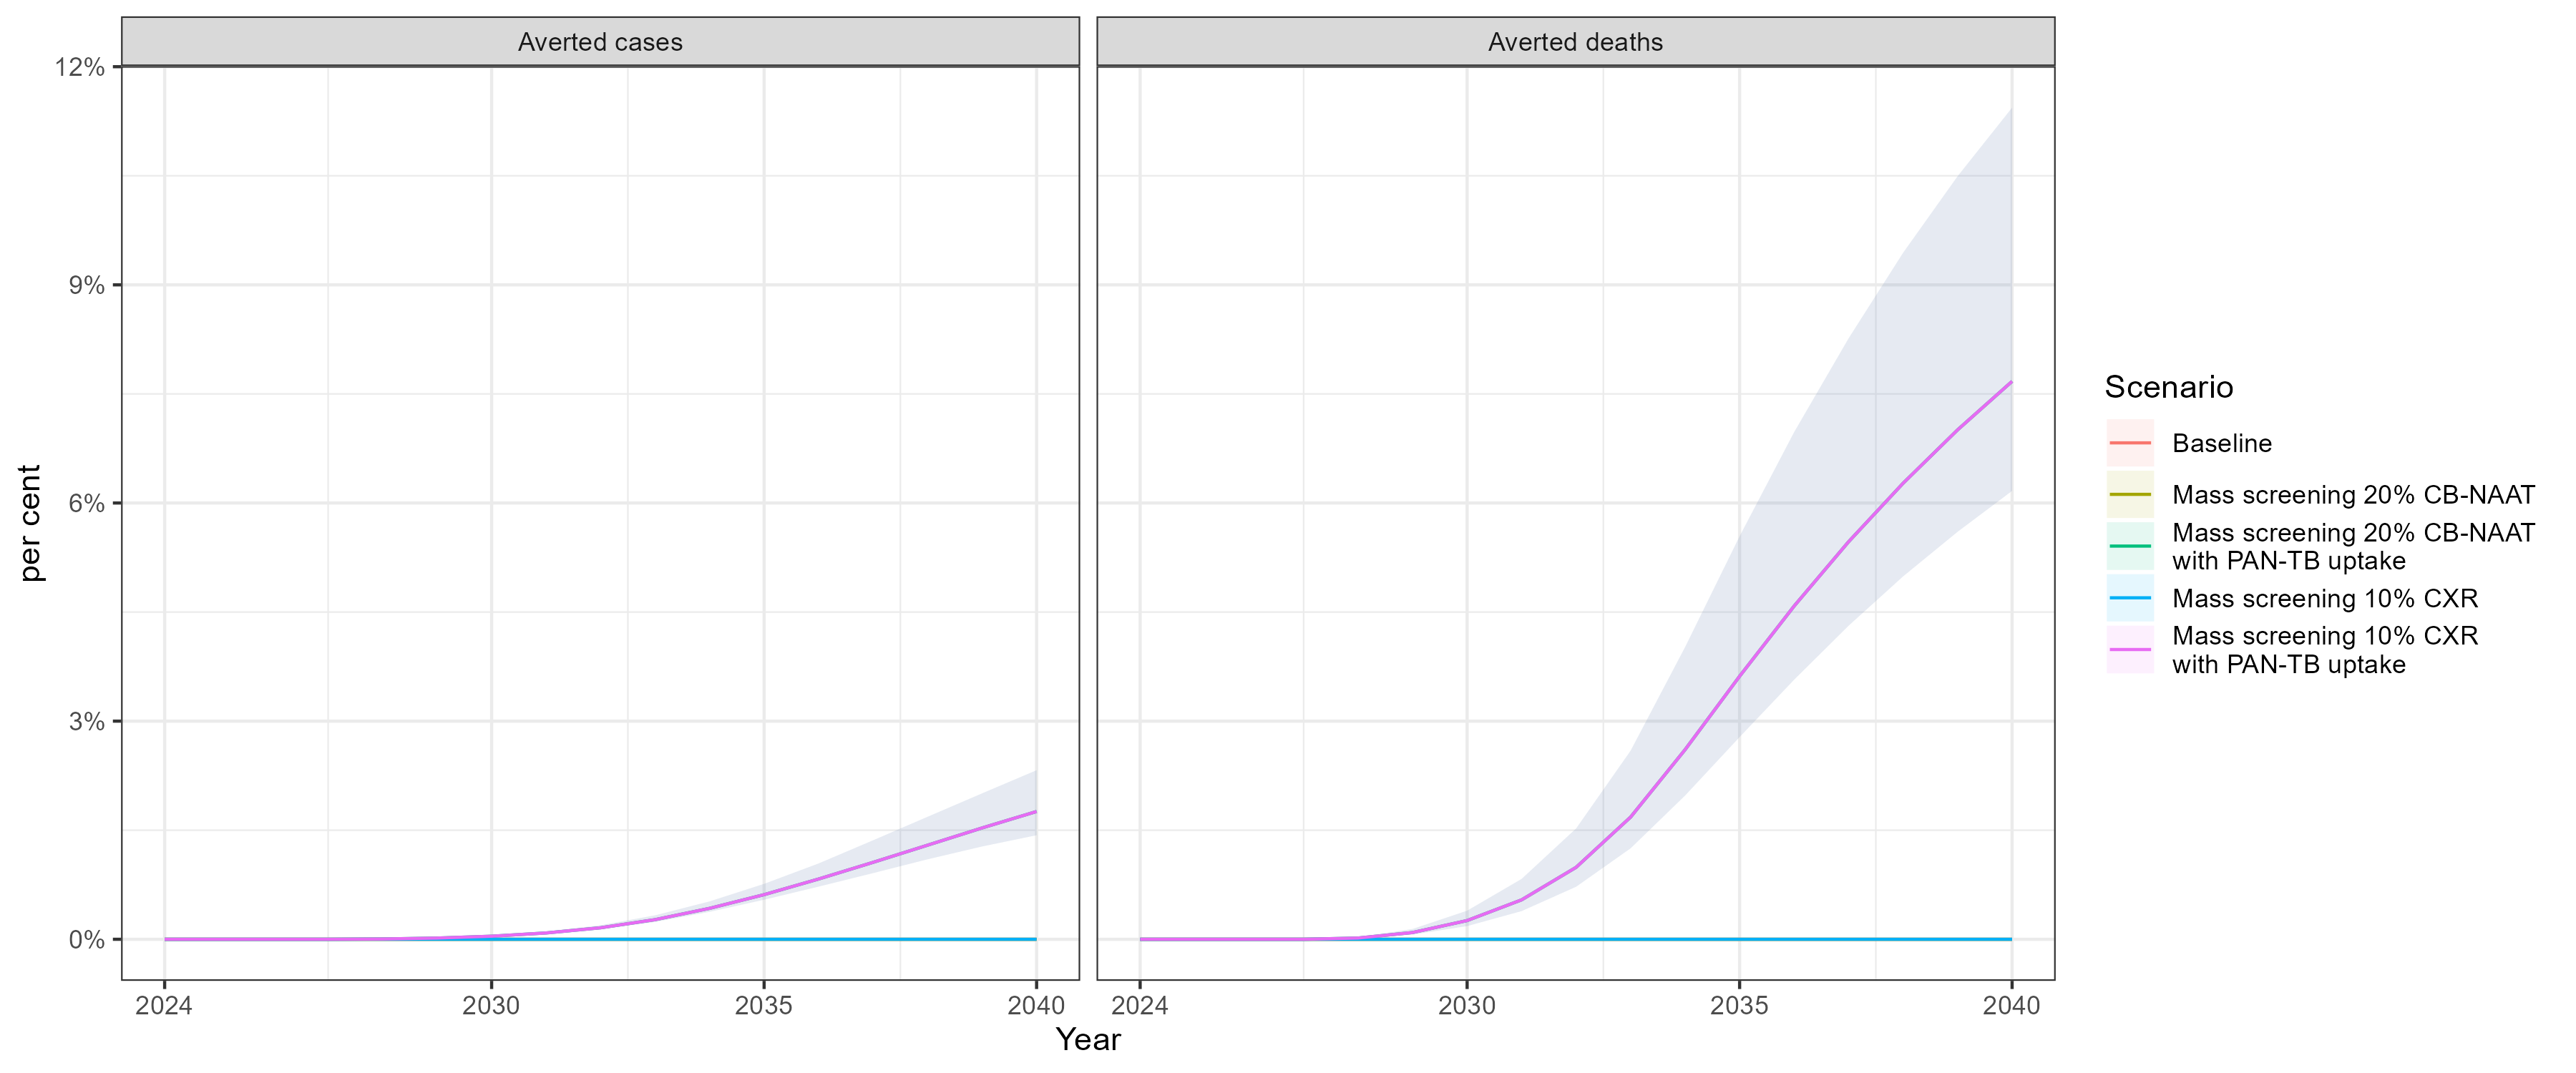 Averted cases
Averted deaths
12%
9%
6%
3%
0%
per cent
2024
2030
2035
2040
2024
2030
2035
2040
Year
Scenario
Baseline
Mass screening 20% CB-NAAT
Mass screening 20% CB-NAAT
with PAN-TB uptake
Mass screening 10% CXR
Mass screening 10% CXR
with PAN-TB uptake